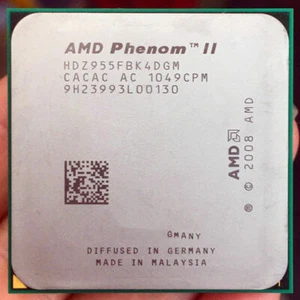 AMD Phenom™ II
HDZ955FBK4DGM
CACAC AC 1049CPM
9H23993L00130
AMD
© 2008 AMD
GMANY
DIFFUSED IN GERMANY
MADE IN MALAYSIA